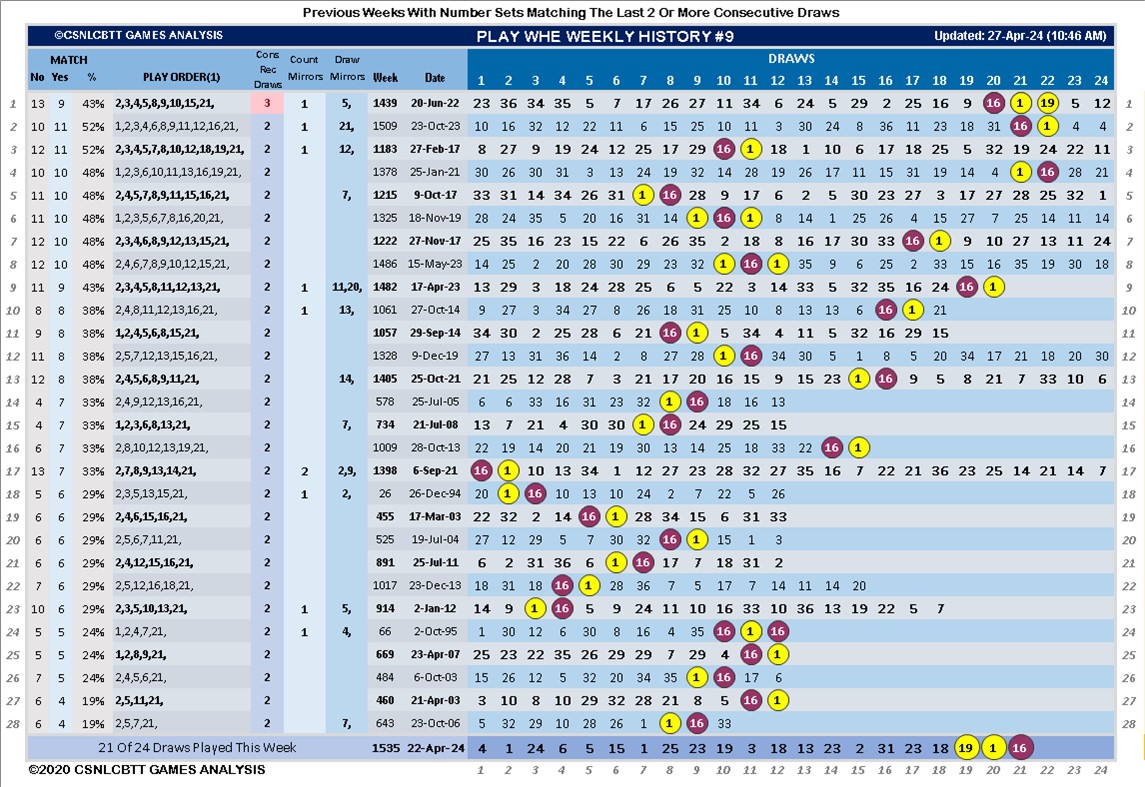 Previous Weeks With Number Sets Matching The Last 2 Or More Consecutive Draws
©CSNLCBTT GAMES ANALYSIS PLAY WHE WEEKLY HISTORY #9 Updated: 27-Apr-24 (10:46 AM)
MATCH Cons Rec Draws Count Mirrors Draw Mirrors DRAWS
No Yes % PLAY ORDER(1) Week Date 1 2 3 4 5 6 7 8 9 10 11 12 13 14 15 16 17 18 19 20 21 22 23 24
1 13 9 43% 2,3,4,5,8,9,10,15,21, 3 1 5, 1439 20-Jun-22 23 36 34 35 5 7 17 26 27 11 34 6 24 5 29 2 25 16 9 16 1 19 5 12 1
2 10 11 52% 1,2,3,4,6,8,9,11,12,16,21, 2 1 21, 1509 23-Oct-23 10 16 32 12 22 11 6 15 25 10 11 3 30 24 8 36 11 23 18 31 16 1 4 4 2
3 12 11 52% 2,3,4,5,7,8,10,12,18,19,21, 2 1 12, 1183 27-Feb-17 8 27 9 19 24 12 25 17 29 16 1 18 1 10 6 17 18 25 5 32 19 24 22 11 3
4 10 10 48% 1,2,3,6,10,11,13,16,19,21, 2 1378 25-Jan-21 30 26 30 31 3 13 24 19 32 14 28 19 26 17 11 15 31 19 14 4 1 16 28 21 4
5 11 10 48% 2,4,5,7,8,9,11,15,16,21, 2 7, 1215 9-Oct-17 33 31 14 34 26 31 1 16 28 9 17 6 2 5 30 23 27 3 17 27 28 25 32 1 5
6 11 10 48% 1,2,3,5,6,7,8,16,20,21, 2 1325 18-Nov-19 28 24 35 5 20 16 31 14 1 16 1 8 14 1 25 26 4 15 27 7 25 14 11 14 6
7 12 10 48% 2,3,4,6,8,9,12,13,15,21, 2 1222 27-Nov-17 25 35 16 23 15 22 6 26 35 2 18 8 16 17 30 33 16 1 9 10 27 13 11 24 7
8 12 10 48% 2,4,6,7,8,9,10,12,15,21, 2 1486 15-May-23 14 25 2 20 28 30 29 23 32 1 16 1 35 9 6 25 2 33 15 16 35 19 30 18 8
9 11 9 43% 2,3,4,5,8,11,12,13,21, 2 1 11,20, 1482 17-Apr-23 13 29 3 18 24 28 25 6 5 22 3 14 33 5 32 35 16 24 16 1 9
10 8 8 38% 2,4,8,11,12,13,16,21, 2 1 13, 1061 27-Oct-14 9 27 3 34 27 6 26 18 31 25 10 8 13 13 6 16 1 21 10
11 9 8 38% 1,2,4,5,6,8,15,21, 2 1057 29-Sep-14 34 30 2 25 28 6 21 16 1 5 34 4 11 5 32 16 29 15 11
12 11 8 38% 2,5,7,12,13,15,16,21, 2 1328 9-Dec-19 27 13 31 36 14 2 8 27 28 1 16 34 30 5 1 8 5 20 34 17 21 18 20 30 12
13 12 8 38% 2,4,5,6,8,9,11,21, 2 14, 1405 25-Oct-21 21 25 12 28 7 3 21 17 20 16 15 9 15 23 1 16 9 5 8 21 7 33 10 6 13
14 4 7 33% 2,4,9,12,13,16,21, 2 578 25-Jul-05 6 6 33 16 31 23 32 1 16 18 16 13 14
15 4 7 33% 1,2,3,6,8,13,21, 2 7, 734 21-Jul-08 13 7 21 4 30 30 1 16 24 29 25 15 15
16 6 7 33% 2,8,10,12,13,19,21, 2 1009 28-Oct-13 22 19 14 20 21 19 30 13 14 25 18 33 22 16 1 16
17 13 7 33% 2,7,8,9,13,14,21, 2 2 2,9, 1398 6-Sep-21 16 1 10 13 34 1 12 27 23 28 32 27 35 16 7 22 21 36 23 25 14 21 14 7 17
18 5 6 29% 2,3,5,13,15,21, 2 1 2, 26 26-Dec-94 20 1 16 10 13 10 24 2 7 22 5 26 18
19 6 6 29% 2,4,6,15,16,21, 2 455 17-Mar-03 22 32 2 14 16 1 28 34 15 6 31 33 19
20 6 6 29% 2,5,6,7,11,21, 2 525 19-Jul-04 27 12 29 5 7 30 32 16 1 15 1 3 20
21 6 6 29% 2,4,12,15,16,21, 2 891 25-Jul-11 6 2 31 36 6 1 16 17 7 18 31 2 21
22 7 6 29% 2,5,12,16,18,21, 2 1017 23-Dec-13 18 31 18 16 1 28 36 7 5 17 7 14 11 14 20 22
23 10 6 29% 2,3,5,10,13,21, 2 1 5, 914 2-Jan-12 14 9 1 16 5 9 24 11 10 16 33 10 36 13 19 22 5 7 23
24 5 5 24% 1,2,4,7,21, 2 1 4, 66 2-Oct-95 1 30 12 6 30 8 16 4 35 16 1 16 24
25 5 5 24% 1,2,8,9,21, 2 669 23-Apr-07 25 23 22 35 26 29 29 7 29 4 16 1 25
26 7 5 24% 2,4,5,6,21, 2 484 6-Oct-03 15 26 12 5 32 20 34 35 1 16 17 6 26
27 6 4 19% 2,5,11,21, 2 460 21-Apr-03 3 10 8 10 29 32 28 21 8 5 16 1 27
28 6 4 19% 2,5,7,21, 2 7, 643 23-Oct-06 5 32 29 10 28 26 1 1 16 33 28
21 Of 24 Draws Played This Week 1535 22-Apr-24 4 1 24 6 5 15 1 25 23 19 3 18 13 23 2 31 23 18 19 1 16
©2020 CSNLCBTT GAMES ANALYSIS 1 2 3 4 5 6 7 8 9 10 11 12 13 14 15 16 17 18 19 20 21 22 23 24